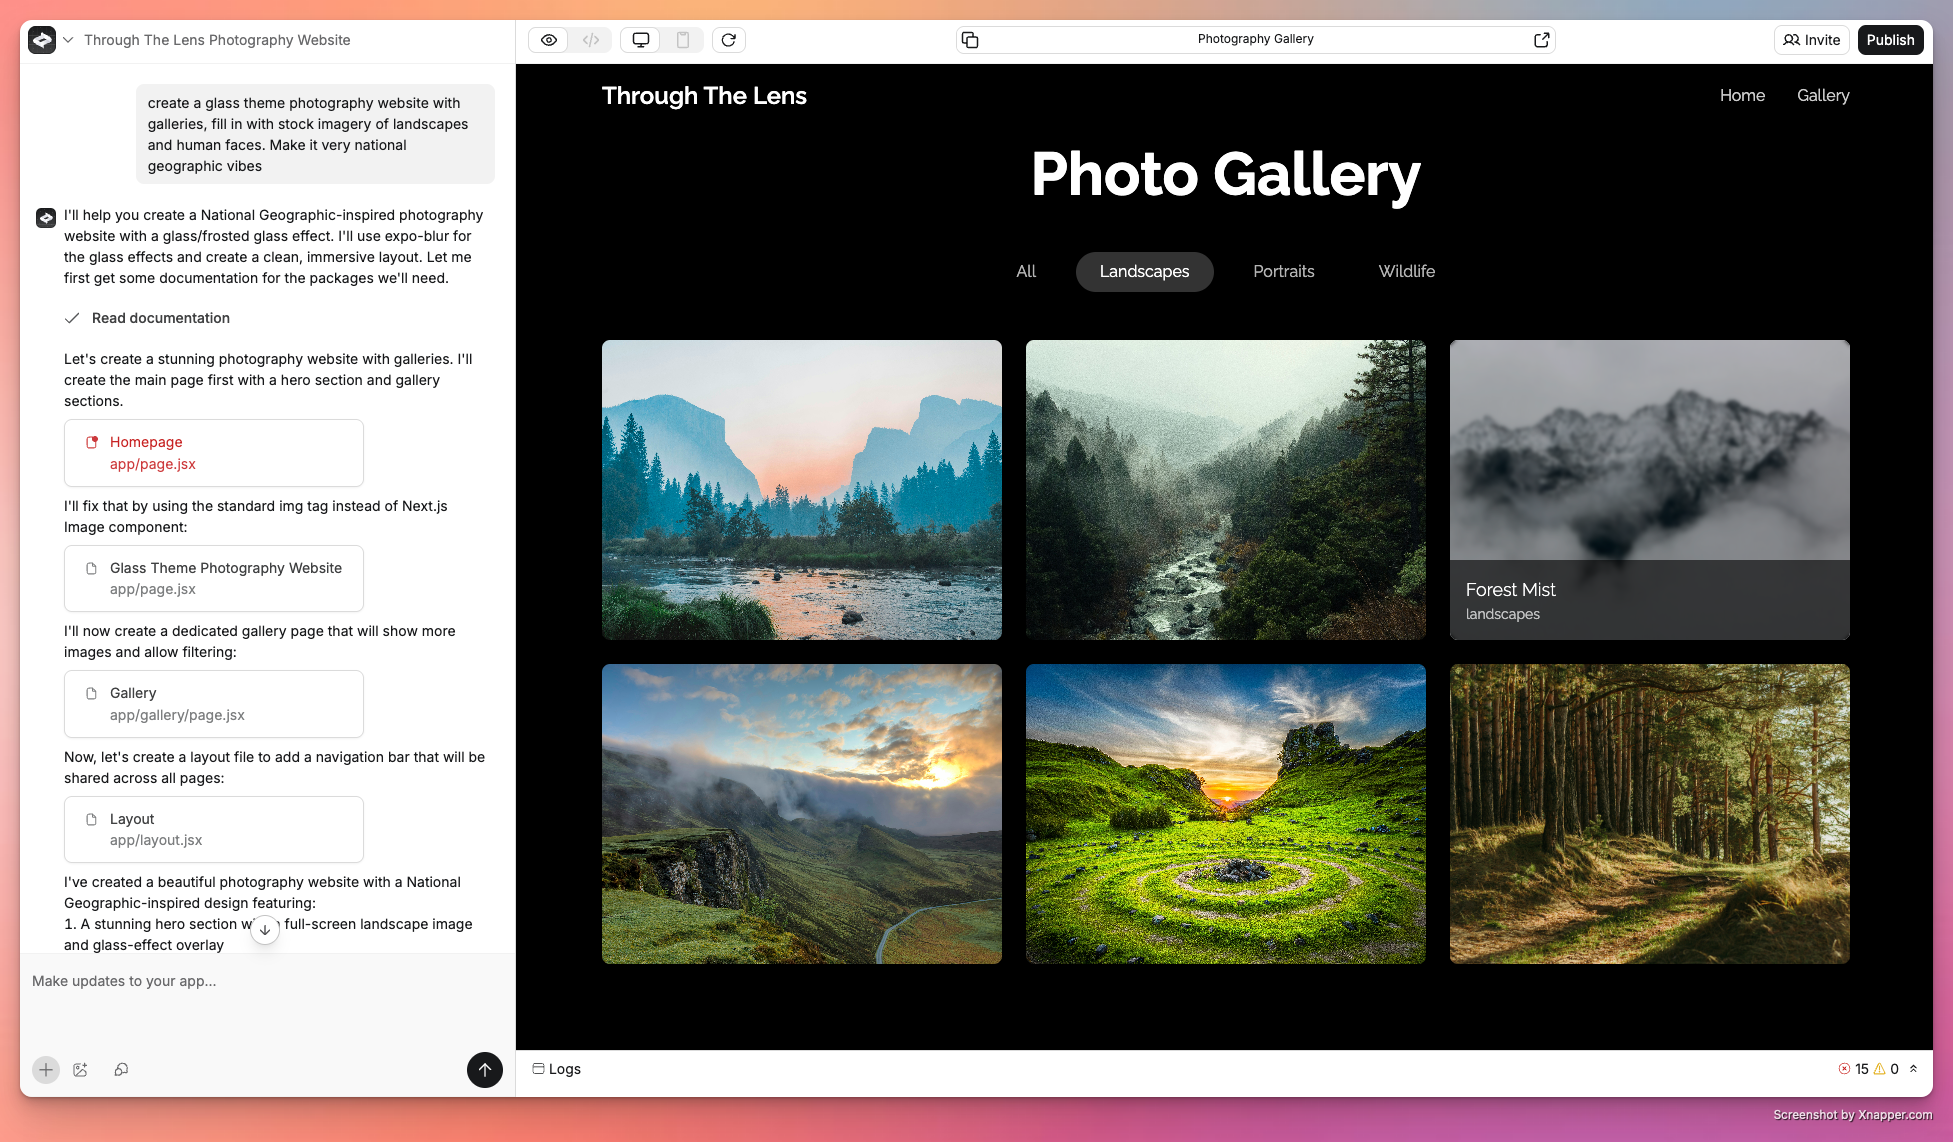 Through The Lens Photography Website
create a glass theme photography website with
galleries, fill in with stock imagery of landscapes
and human faces. Make it very national
geographic vibes
I'll help you create a National Geographic-inspired photography
website with a glass/frosted glass effect. I'll use expo-blur for
the glass effects and create a clean, immersive layout. Let me
first get some documentation for the packages we'll need.
Read documentation
Let's create a stunning photography website with galleries. I'll
create the main page first with a hero section and gallery
sections.
Homepage
app/page.jsx
I'll fix that by using the standard img tag instead of Next.js
Image component:
Glass Theme Photography Website
app/page.jsx
I'll now create a dedicated gallery page that will show more
images and allow filtering:
Gallery
app/gallery/page.jsx
Now, let's create a layout file to add a navigation bar that will be
shared across all pages:
Layout
app/layout.jsx
I've created a beautiful photography website with a National
Geographic-inspired design featuring:
1. A stunning hero section full-screen landscape image
and glass-effect overlay
Make updates to your app...
Photography Gallery
Invite
Publish
Through The Lens
Home
Gallery
Photo Gallery
All
Landscapes
Portraits
Wildlife
Forest Mist
landscapes
Logs
15
0
Screenshot by Xnapper.com